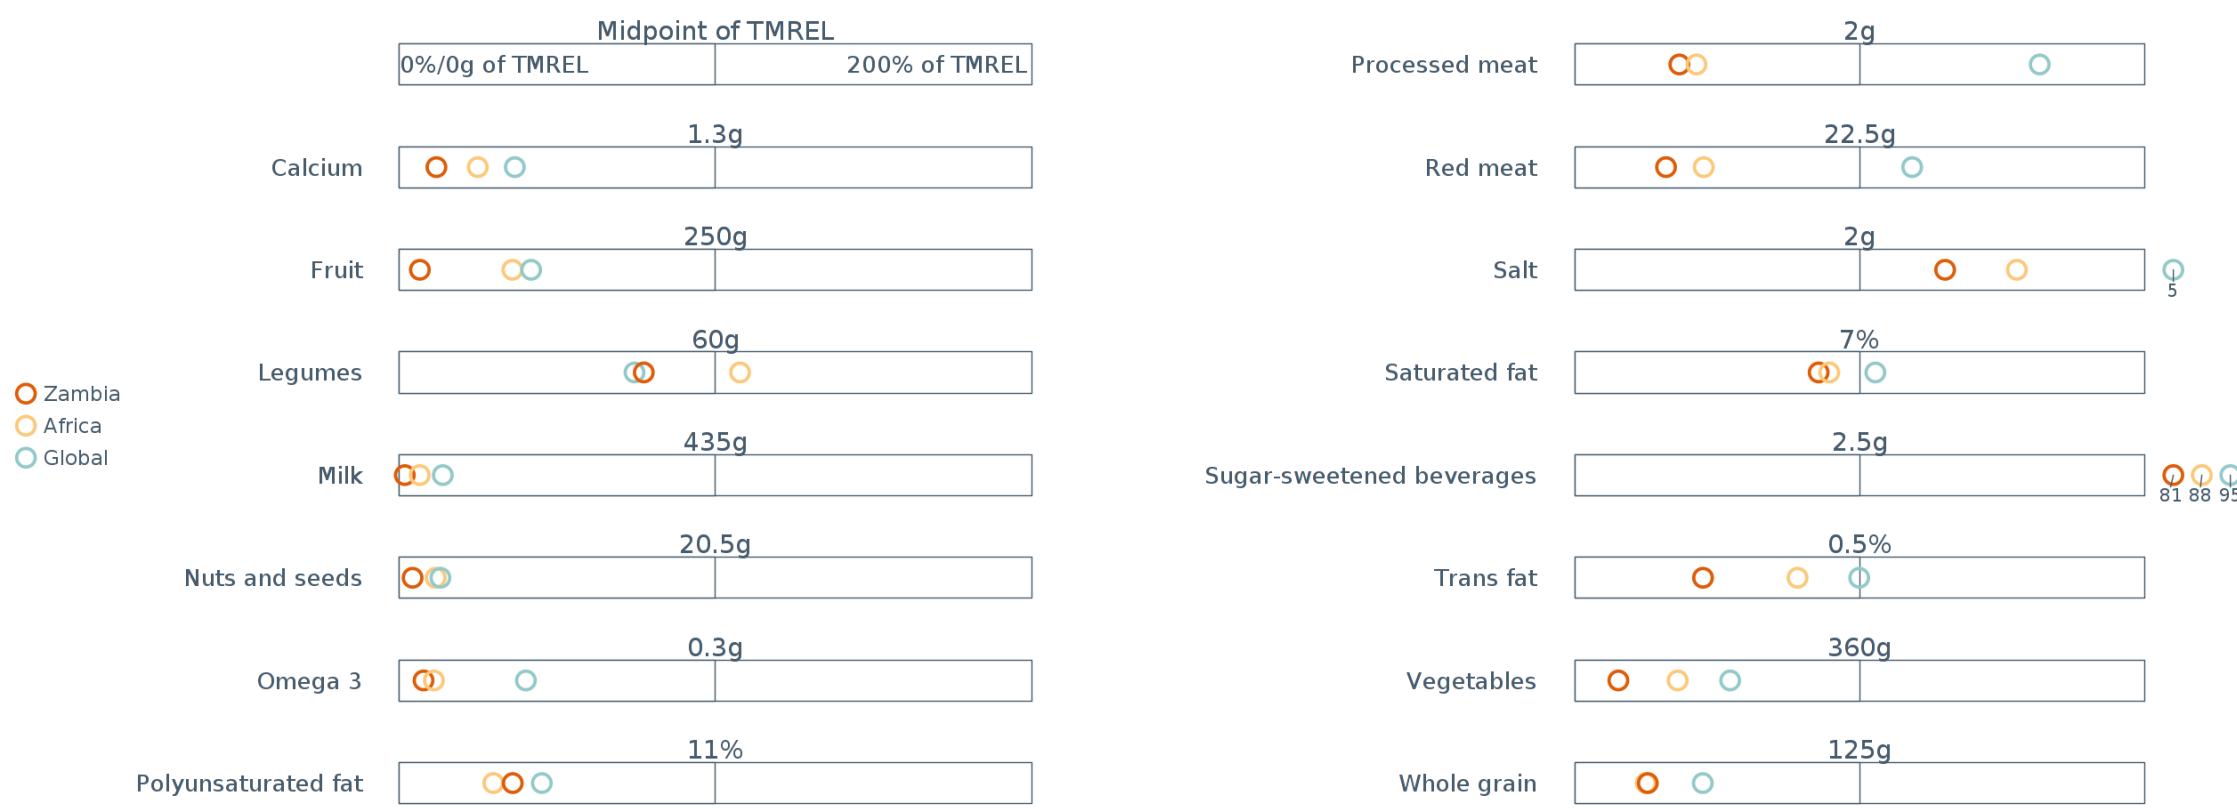 Midpoint of TMREL
0%/0g of TMREL
200% of TMREL
1.3g
Calcium
250g
Fruit
60g
Legumes
435g
Milk
20.5g
Nuts and seeds
0.3g
Omega 3
11%
Polyunsaturated fat
Zambia
Africa
Global
2g
Processed meat
22.5g
Red meat
2g
Salt
5
7%
Saturated fat
2.5g
Sugar-sweetened beverages
81 88 95
0.5%
Trans fat
360g
Vegetables
125g
Whole grain